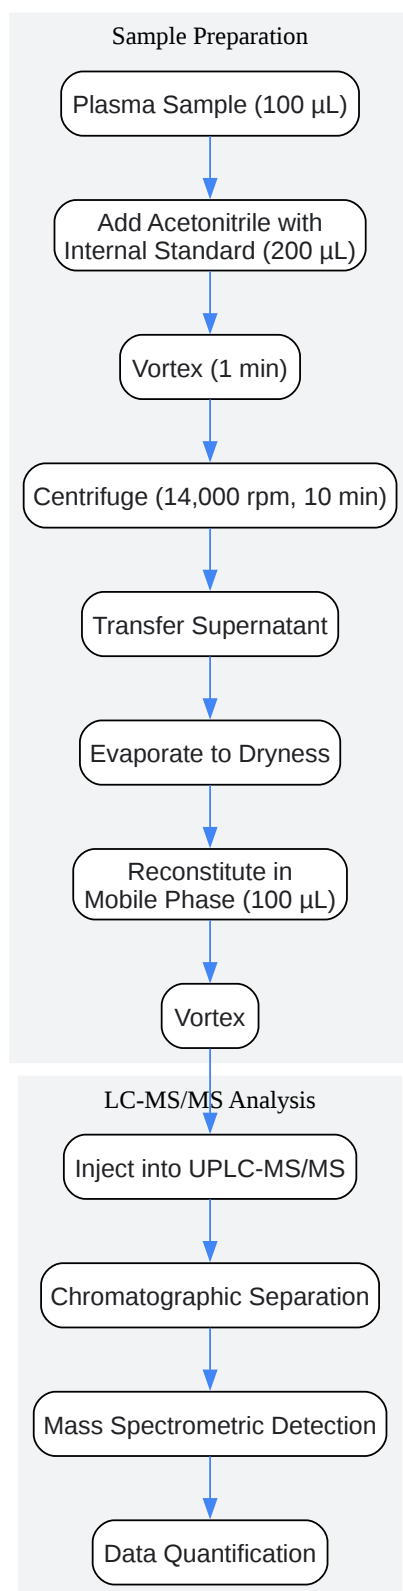 Sample Preparation
Plasma Sample (100 µL)
Add Acetonitrile with
Internal Standard (200 µL)
Vortex (1 min)
Centrifuge (14,000 rpm, 10 min)
Transfer Supernatant
Evaporate to Dryness
Reconstitute in
Mobile Phase (100 µL)
Vortex
LC-MS/MS Analysis
Inject into UPLC-MS/MS
Chromatographic Separation
Mass Spectrometric Detection
Data Quantification